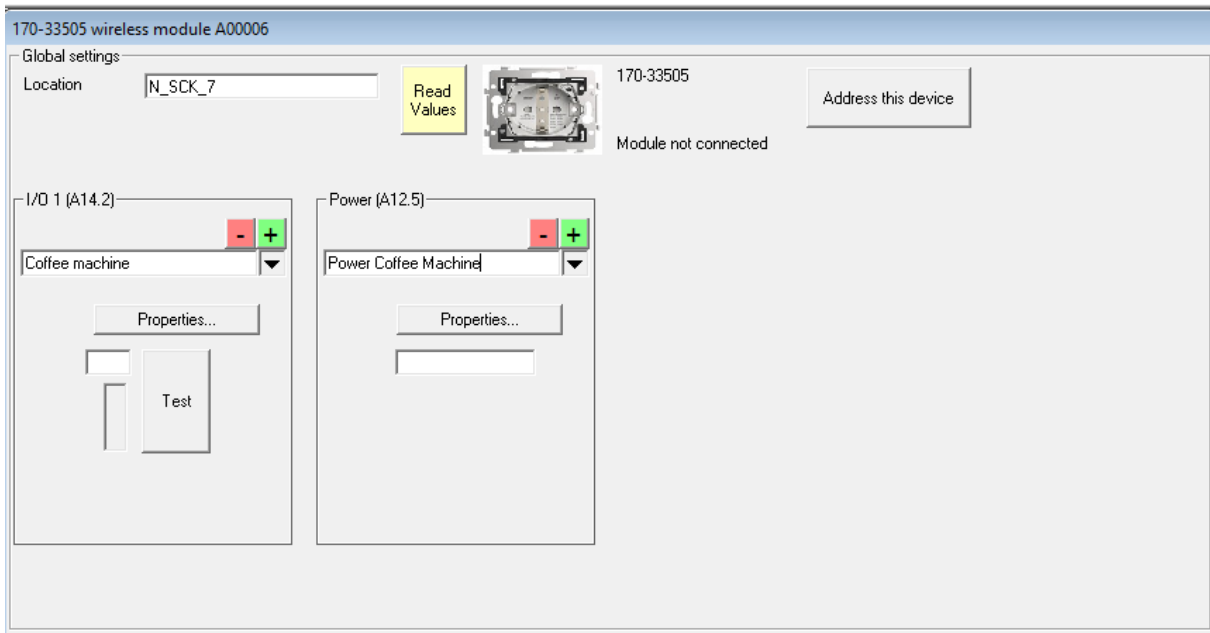 170-33505 wireless module A00006
Global settings
Location
N_SCK_7
Read
Values
170-33505
Module not connected
Address this device
I/O 1 (A14.2)
- +
Coffee machine
Properties...
Test
Power (A12.5)
- +
Power Coffee Machine
Properties...